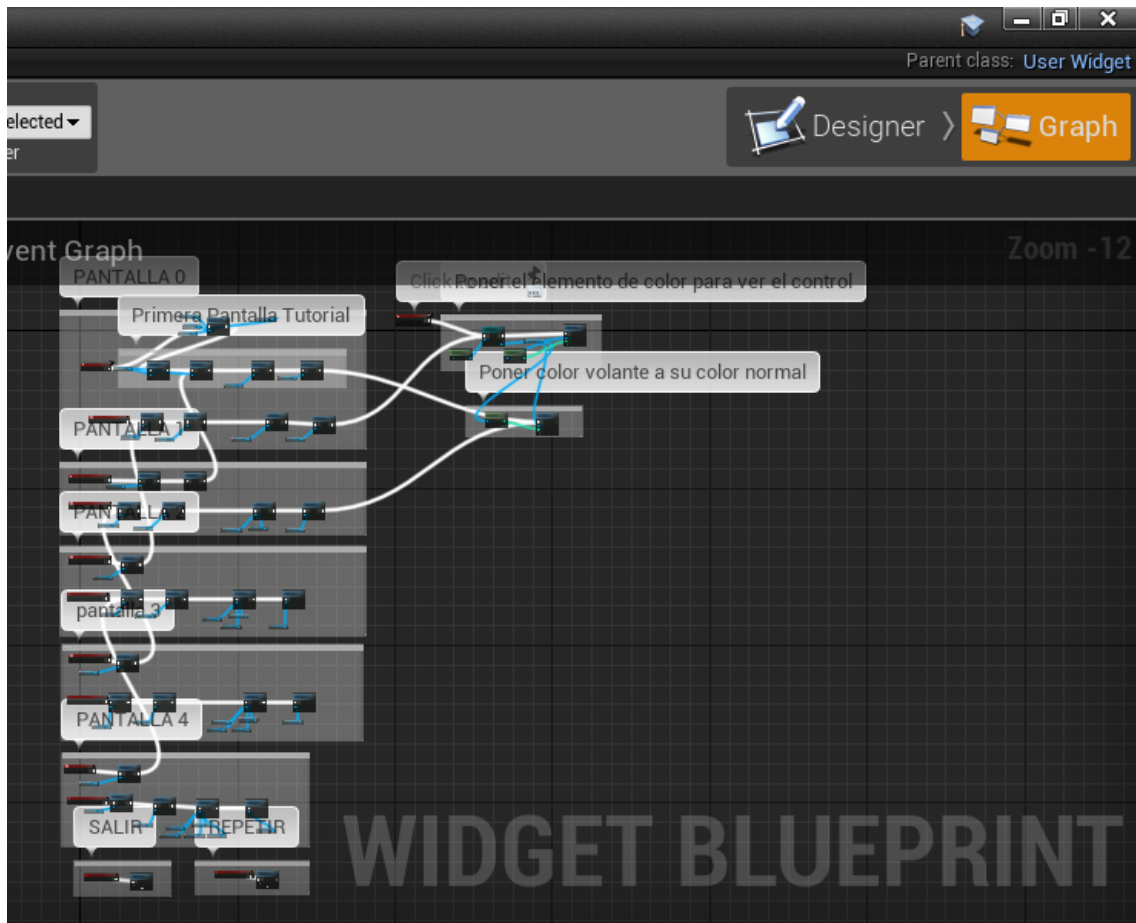 Parent class: User Widget
elected
er
Designer
Graph
vent Graph
Zoom -12
PANTALLA 0
Click
Poner el elemento de color para ver el control
Primera Pantalla Tutorial
Poner color volante a su color normal
PANTALLA 1
PANTALLA 2
pantalla 3
PANTALLA 4
SALIR
REPETIR
WIDGET BLUEPRINT